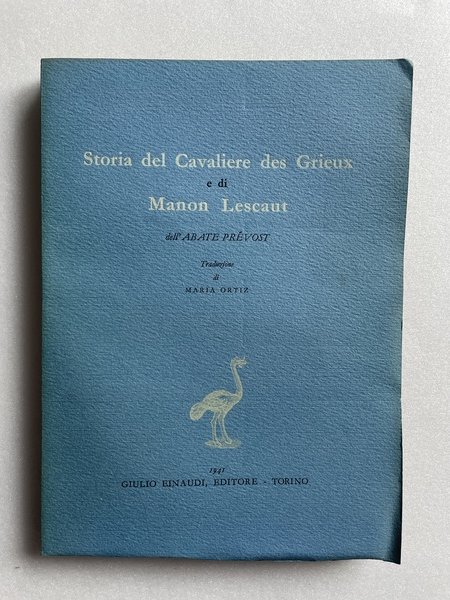 Storia del Cavaliere des Grieux
e di
Manon Lescaut
dell'ABATE PRÊVOST
Traduzione
di
MARIA ORTIZ
1941
GIULIO EINAUDI, EDITORE - TORINO